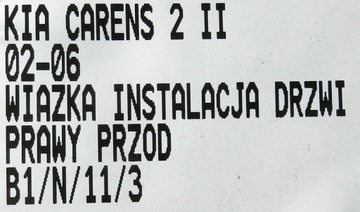 KIA CARENS 2 II
02-06
WIAZKA INSTALACJA DRZWI
PRAWY PRZOD
B1/N/11/3